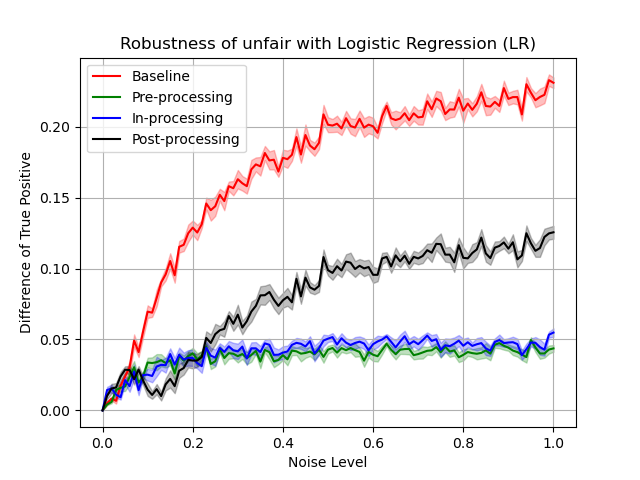 Robustness of unfair with Logistic Regression (LR)
Baseline
Pre-processing
In-processing
Post-processing
Difference of True Positive
0.20
0.15
0.10
0.05
0.00
0.0 0.2 0.4 0.6 0.8 1.0
Noise Level